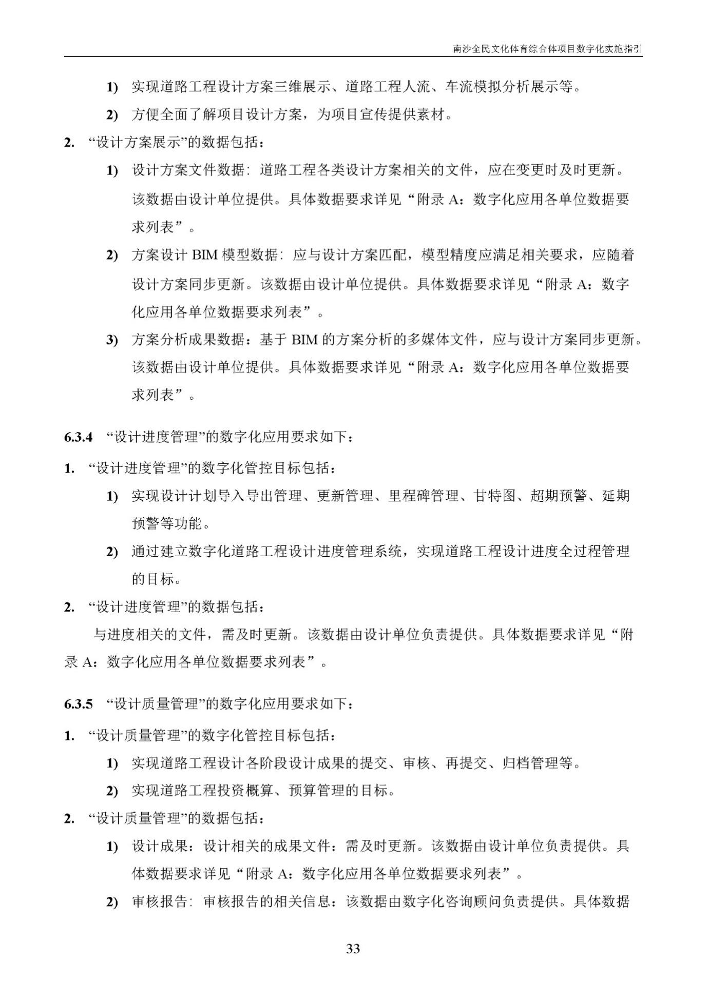 南沙全民文化体育综合体项目数字化实施指引
1) 实现道路工程设计方案三维展示、道路工程人流、车流模拟分析展示等。
2) 方便全面了解项目设计方案，为项目宣传提供素材。
2. “设计方案展示”的数据包括：
1) 设计方案文件数据：道路工程各类设计方案相关的文件，应在变更时及时更新。
该数据由设计单位提供。具体数据要求详见“附录 A：数字化应用各单位数据要
求列表”。
2) 方案设计 BIM 模型数据：应与设计方案匹配，模型精度应满足相关要求，应随着
设计方案同步更新。该数据由设计单位提供。具体数据要求详见“附录 A：数字
化应用各单位数据要求列表”。
3) 方案分析成果数据：基于 BIM 的方案分析的多媒体文件，应与设计方案同步更新。
该数据由设计单位提供。具体数据要求详见“附录 A：数字化应用各单位数据要
求列表”。
6.3.4 “设计进度管理”的数字化应用要求如下：
1. “设计进度管理”的数字化管控目标包括：
1) 实现设计计划导入导出管理、更新管理、里程碑管理、甘特图、超期预警、延期
预警等功能。
2) 通过建立数字化道路工程设计进度管理系统，实现道路工程设计进度全过程管理
的目标。
2. “设计进度管理”的数据包括：
与进度相关的文件，需及时更新。该数据由设计单位负责提供。具体数据要求详见“附
录 A：数字化应用各单位数据要求列表”。
6.3.5 “设计质量管理”的数字化应用要求如下：
1. “设计质量管理”的数字化管控目标包括：
1) 实现道路工程设计各阶段设计成果的提交、审核、再提交、归档管理等。
2) 实现道路工程投资概算、预算管理的目标。
2. “设计质量管理”的数据包括：
1) 设计成果：设计相关的成果文件：需及时更新。该数据由设计单位负责提供。具
体数据要求详见“附录 A：数字化应用各单位数据要求列表”。
2) 审核报告：审核报告的相关信息：该数据由数字化咨询顾问负责提供。具体数据
33